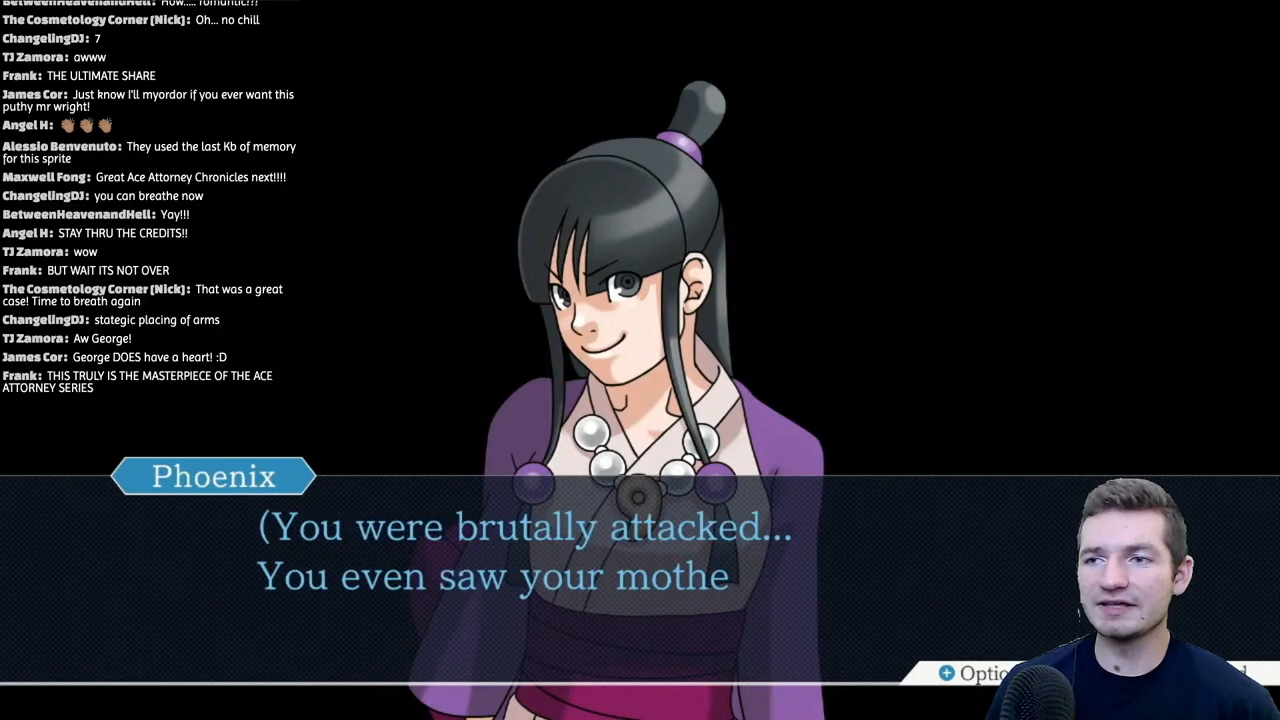 BetweenHeavenandHell: How..... romantic???
The Cosmetology Corner [Nick]: Oh... no chill
ChangelingDJ: 7
TJ Zamora: awww
Frank: THE ULTIMATE SHARE
James Cor: Just know I'll myordor if you ever want this
puthy mr wright!
Angel H: 👏🏽 👏🏽 👏🏽
Alessio Benvenuto: They used the last Kb of memory
for this sprite
Maxwell Fong: Great Ace Attorney Chronicles next!!!!
ChangelingDJ: you can breathe now
BetweenHeavenandHell: Yay!!!
Angel H: STAY THRU THE CREDITS!!
TJ Zamora: wow
Frank: BUT WAIT ITS NOT OVER
The Cosmetology Corner [Nick]: That was a great
case! Time to breath again
ChangelingDJ: stategic placing of arms
TJ Zamora: Aw George!
James Cor: George DOES have a heart! :D
Frank: THIS TRULY IS THE MASTERPIECE OF THE ACE
ATTORNEY SERIES
Phoenix
(You were brutally attacked...
You even saw your mothe
Optio